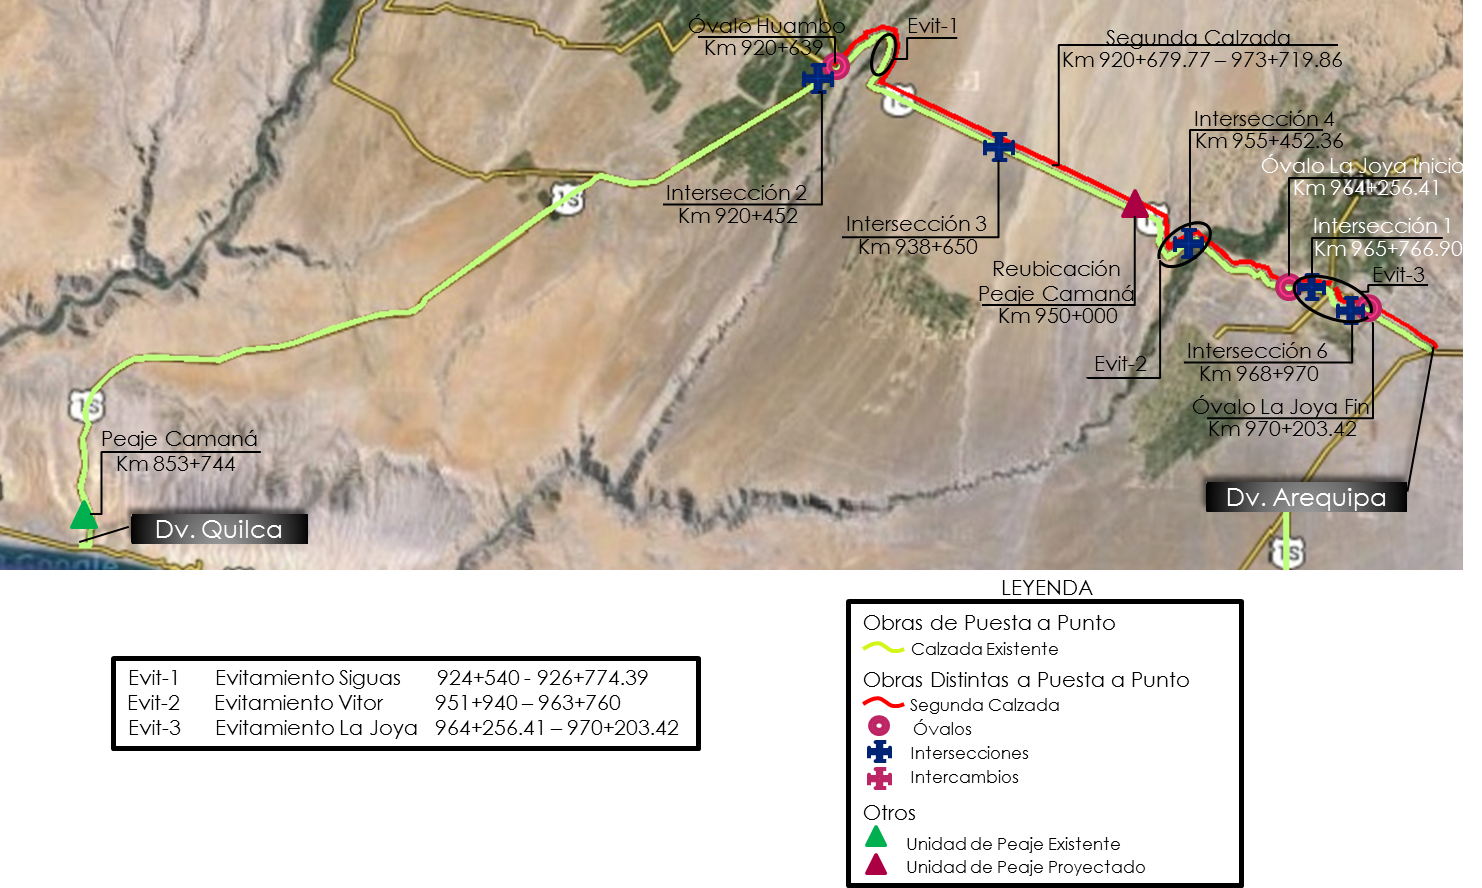 Óvalo Huambo
Km 920+639
Evit-1
Segunda Calzada
Km 920+679.77 – 973+719.86
Intersección 4
Km 955+452.36
Óvalo La Joya Inicio
Km 964+256.41
Intersección 2
Km 920+452
Intersección 3
Km 938+650
Intersección 1
Km 965+766.90
Evit-3
Reubicación
Peaje Camaná
Km 950+000
Evit-2
Intersección 6
Km 968+970
Óvalo La Joya Fin
Km 970+203.42
1S
1S
1S
1S
Peaje Camaná
Km 853+744
Dv. Quilca
Dv. Arequipa
Google
LEYENDA
Obras de Puesta a Punto
Calzada Existente
Obras Distintas a Puesta a Punto
Segunda Calzada
Óvalos
Intersecciones
Intercambios
Otros
Unidad de Peaje Existente
Unidad de Peaje Proyectado
Evit-1 Evitamiento Siguas 924+540 - 926+774.39
Evit-2 Evitamiento Vitor 951+940 – 963+760
Evit-3 Evitamiento La Joya 964+256.41 – 970+203.42